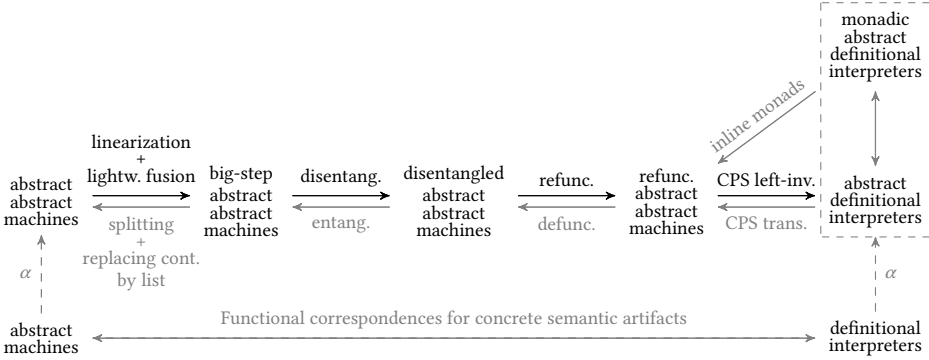 monadic
abstract
definitional
interpreters
inline monads
linearization
+
lightw. fusion
splitting
+
replacing cont.
by list
abstract
abstract
machines
big-step
abstract
abstract
machines
disentang.
entang.
disentangled
abstract
abstract
machines
refunc.
defunc.
refunc.
abstract
abstract
machines
CPS left-inv.
CPS trans.
abstract
definitional
interpreters
α
α
abstract
machines
Functional correspondences for concrete semantic artifacts
definitional
interpreters